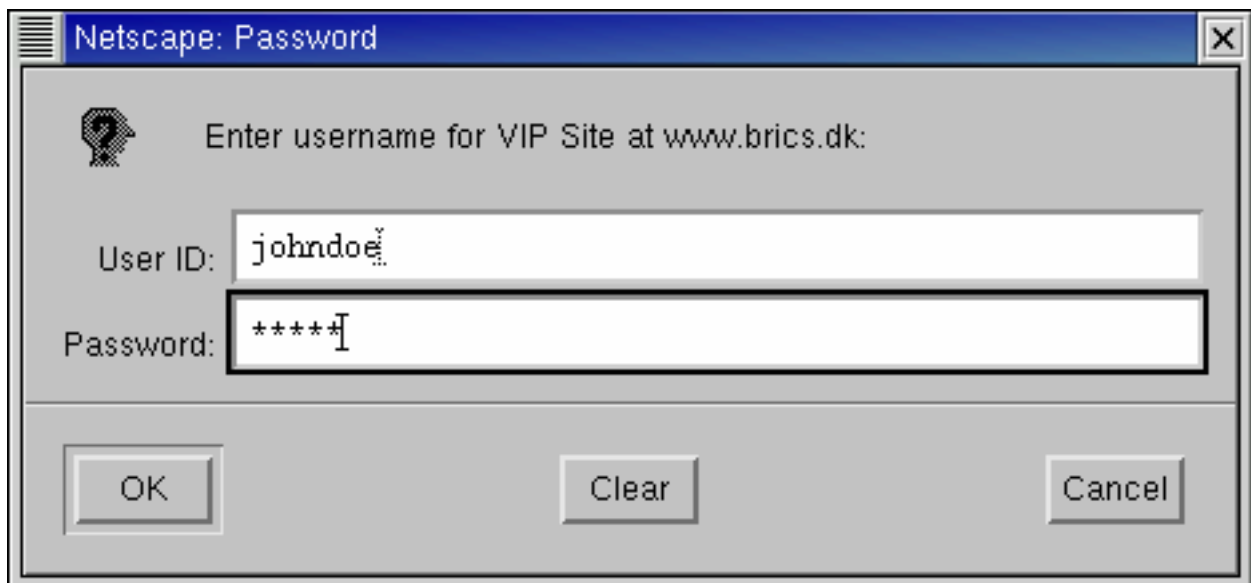 Netscape: Password
Enter username for VIP Site at www.brics.dk:
User ID: johndoe
Password: *****
OK Clear Cancel